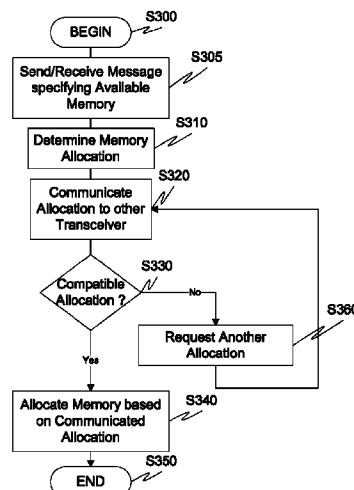 BEGIN
S300
Send/Receive Message
specifying Available
Memory
S305
Determine Memory
Allocation
S310
Communicate
Allocation to other
Transceiver
S320
Compatible
Allocation ?
S330
No
Request Another
Allocation
S360
Yes
Allocate Memory based
on Communicated
Allocation
S340
END
S350